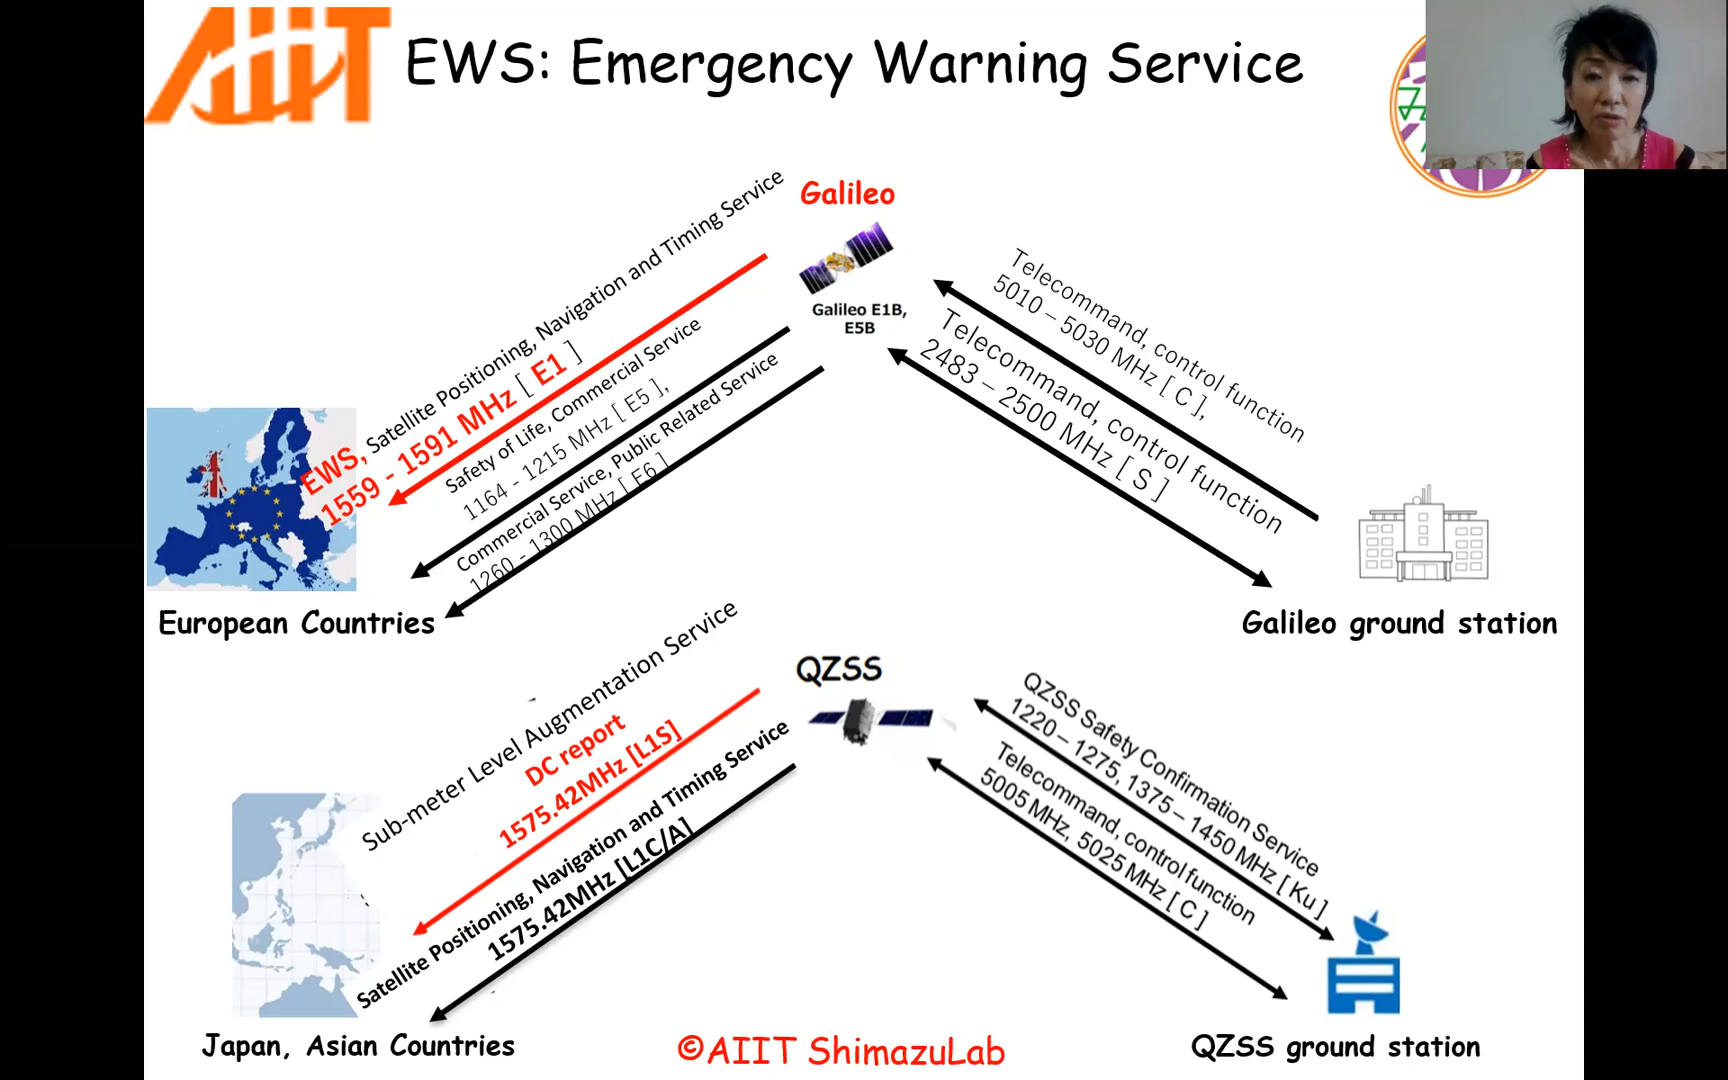 AIIT
EWS: Emergency Warning Service
Galileo
Galileo E1B,
E5B
EWS, Satellite Positioning, Navigation and Timing Service
1559 - 1591 MHz [ E1 ]
Safety of Life, Commercial Service
1164 - 1215 MHz [ E5 ],
Commercial Service, Public Related Service
1260 - 1300 MHz [ E6 ]
Telecommand, control function
5010 – 5030 MHz [ C ],
Telecommand, control function
2483 – 2500 MHz [ S ]
European Countries
Galileo ground station
QZSS
Sub-meter Level Augmentation Service
DC report
1575.42MHz [L1S]
Satellite Positioning, Navigation and Timing Service
1575.42MHz [L1C/A]
QZSS Safety Confirmation Service
1220 – 1275, 1375 – 1450 MHz [ Ku ]
Telecommand, control function
5005 MHz, 5025 MHz [ C ]
Japan, Asian Countries
©AIIT ShimazuLab
QZSS ground station